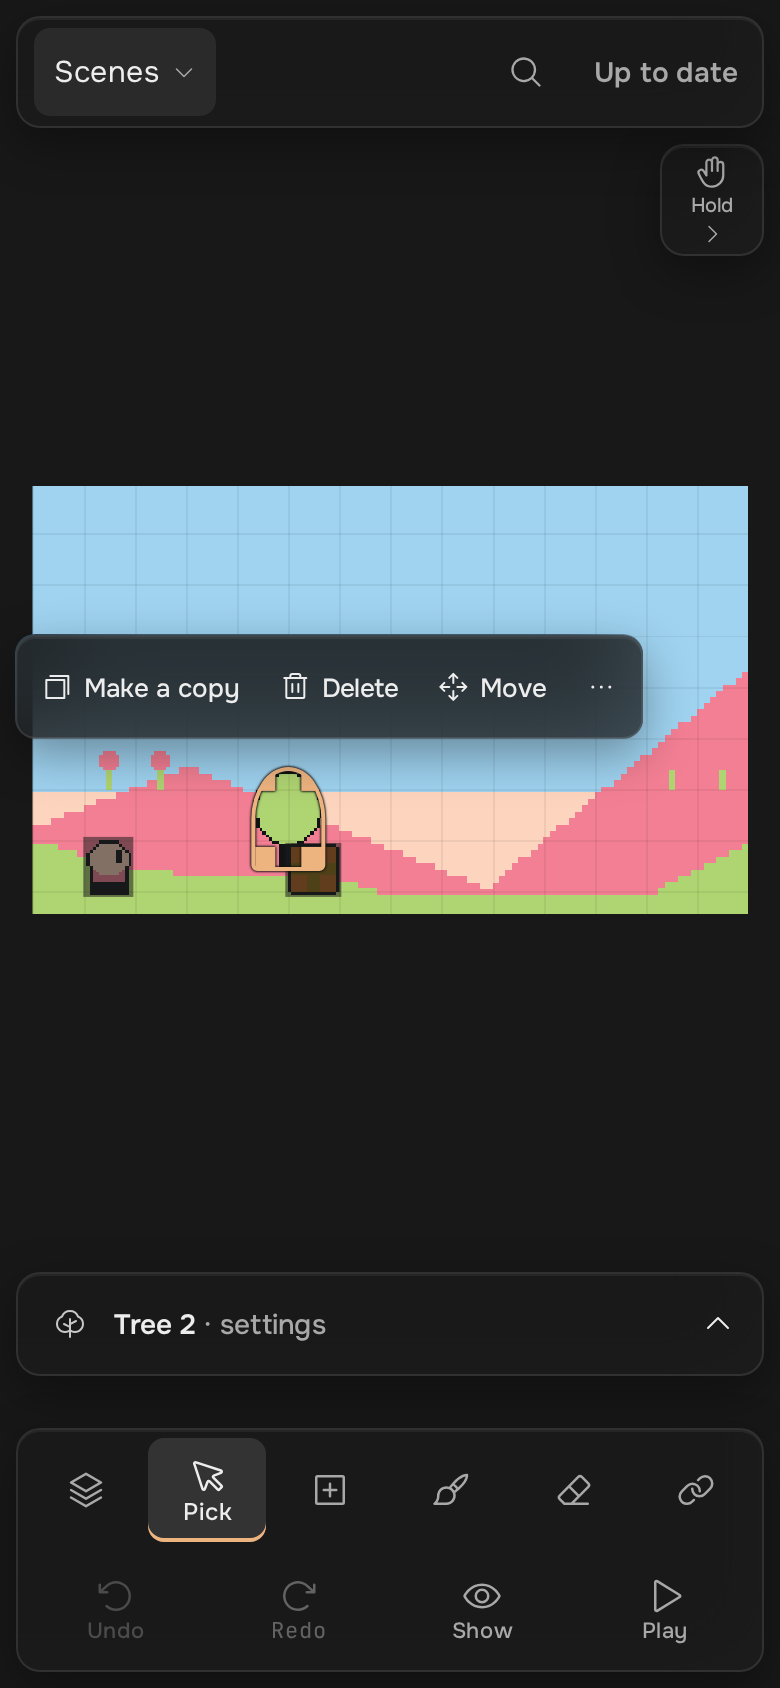 Scenes
Up to date
Hold
Make a copy
Delete
Move
Tree 2 · settings
Pick
Undo
Redo
Show
Play